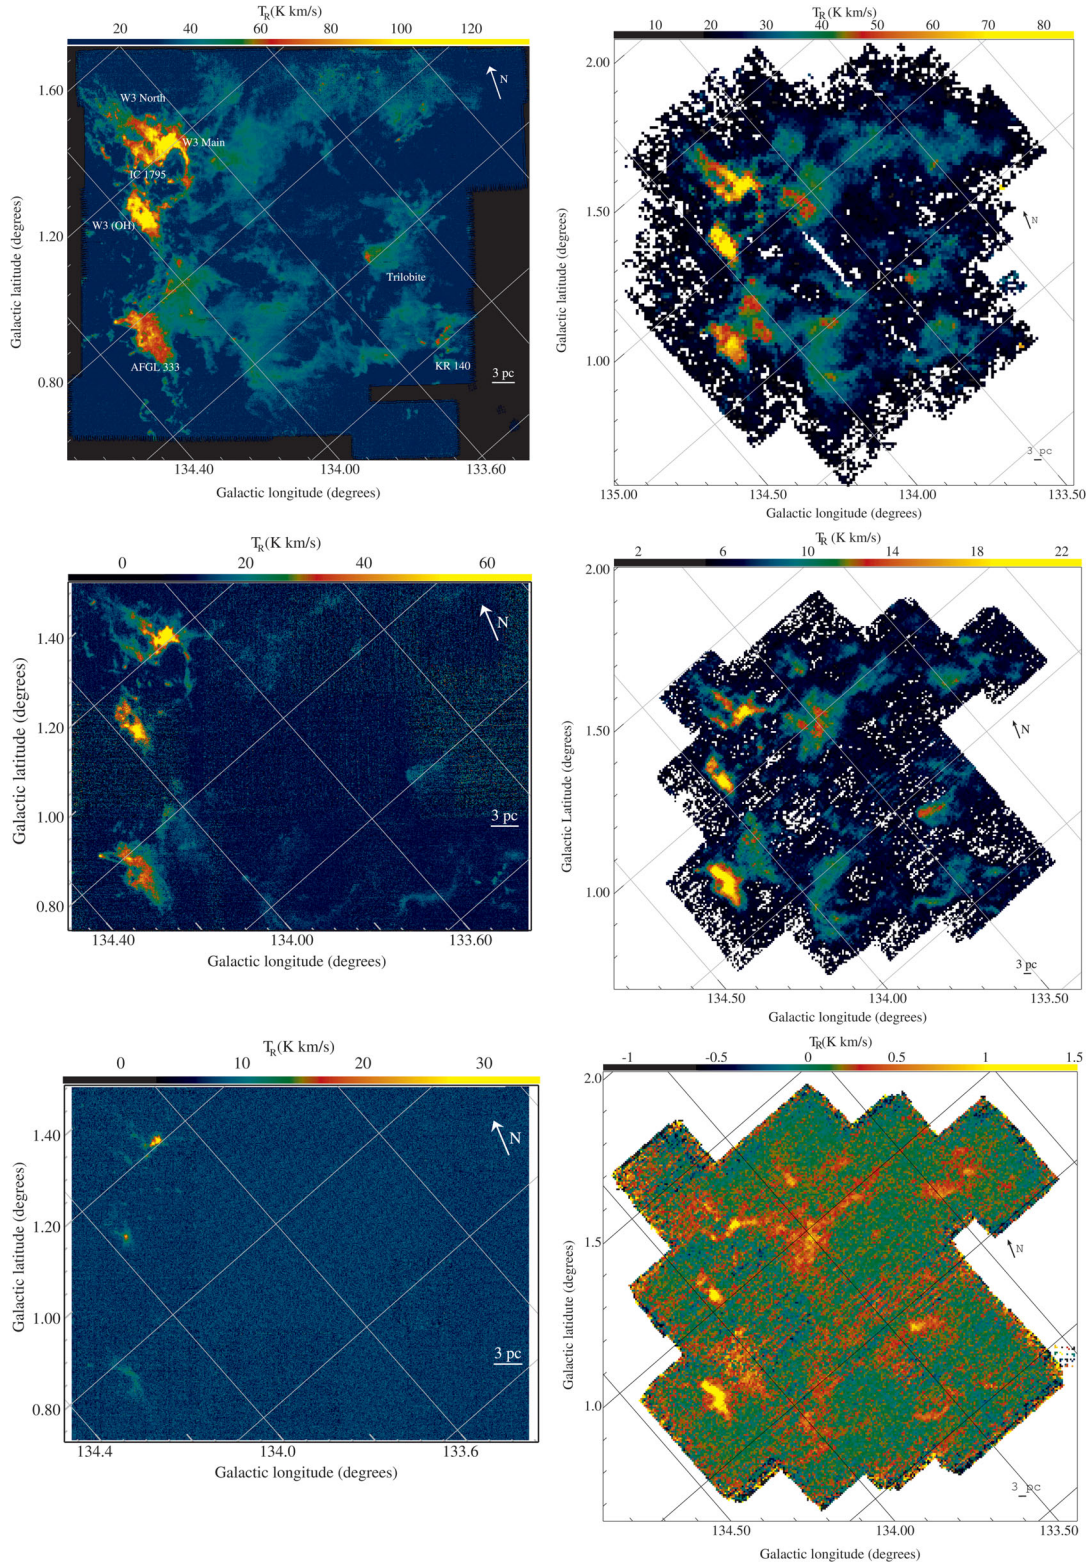 T_R(K km/s)
20 40 60 80 100 120
N
1.60
W3 North
W3 Main
IC 1795
W3 (OH)
1.20
Trilobite
0.80
AFGL 333
KR 140
3 pc
134.40 134.00 133.60
Galactic longitude (degrees)
Galactic latitude (degrees)
T_R(K km/s)
10 20 30 40 50 60 70 80
2.00
1.50
N
1.00
3 pc
135.00 134.50 134.00 133.50
Galactic longitude (degrees)
Galactic latitude (degrees)
T_R(K km/s)
0 20 40 60
N
1.40
1.20
1.00
3 pc
0.80
134.40 134.00 133.60
Galactic longitude (degrees)
Galactic latitude (degrees)
T_R (K km/s)
2 6 10 14 18 22
2.00
1.50
N
1.00
3 pc
134.50 134.00 133.50
Galactic longitude (degrees)
Galactic Latitude (degrees)
T_R(K km/s)
0 10 20 30
N
1.40
1.20
1.00
3 pc
0.80
134.4 134.0 133.6
Galactic longitude (degrees)
Galactic latitude (degrees)
T_R(K km/s)
-1 -0.5 0 0.5 1 1.5
2.0
1.5
N
1.0
3 pc
134.50 134.00 133.50
Galactic longitude (degrees)
Galactic latidute (degrees)